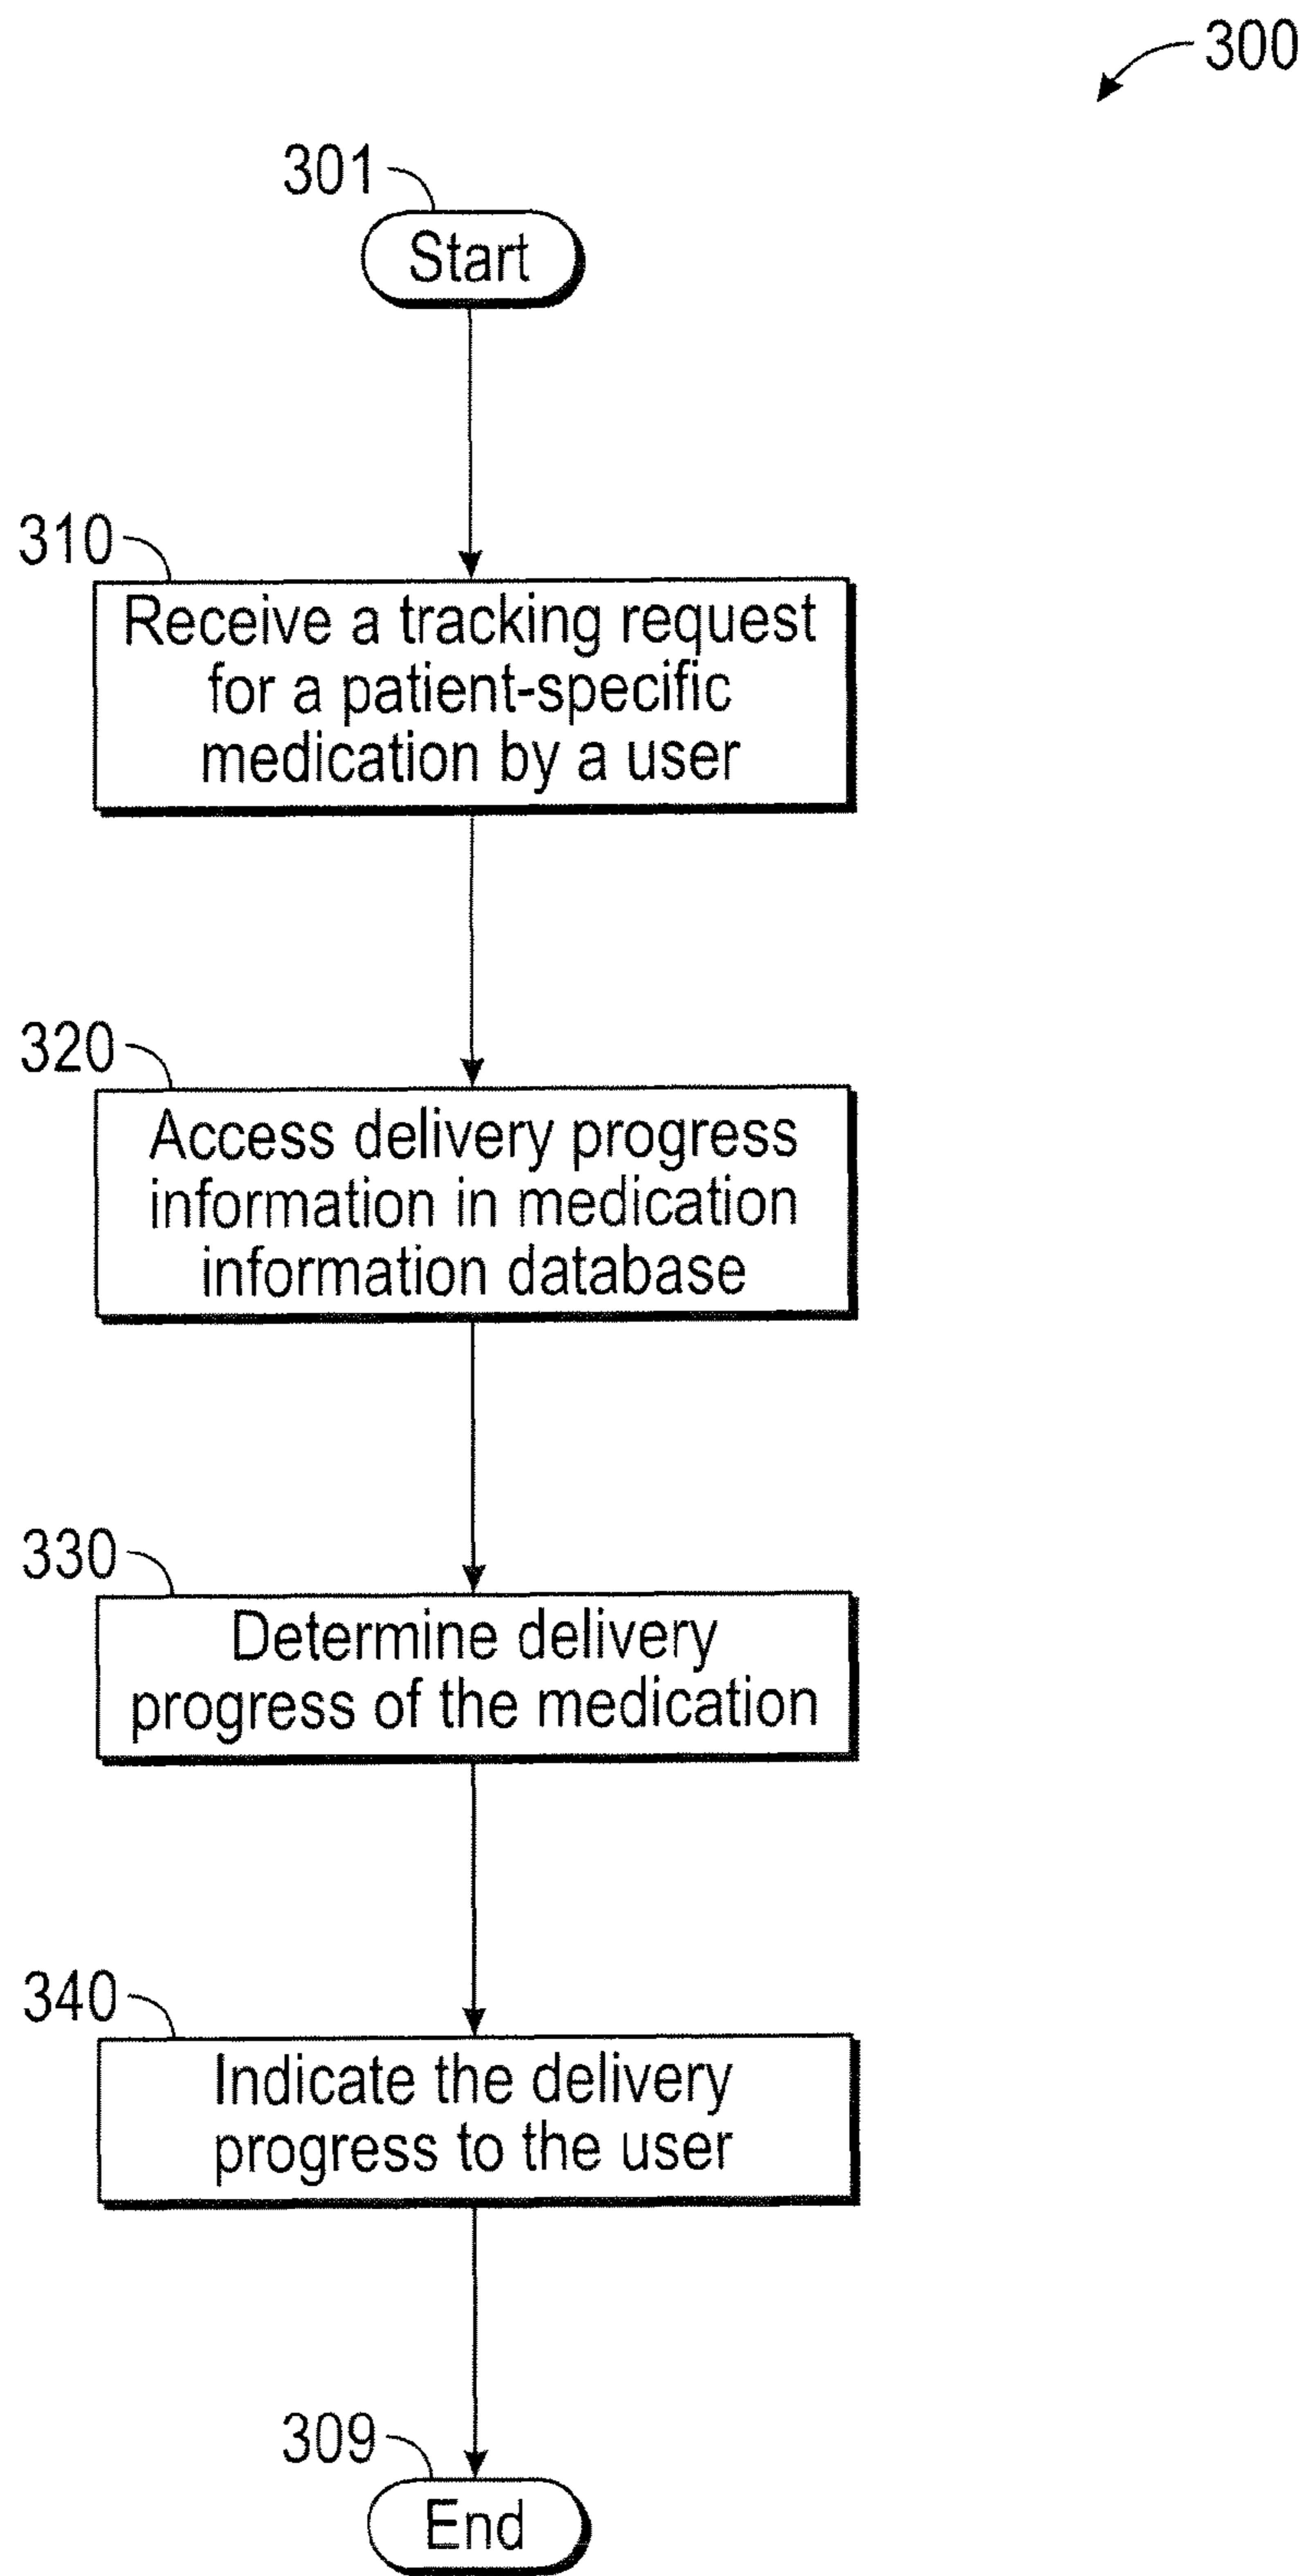 300
301
Start
310
Receive a tracking request
for a patient-specific
medication by a user
320
Access delivery progress
information in medication
information database
330
Determine delivery
progress of the medication
340
Indicate the delivery
progress to the user
309
End